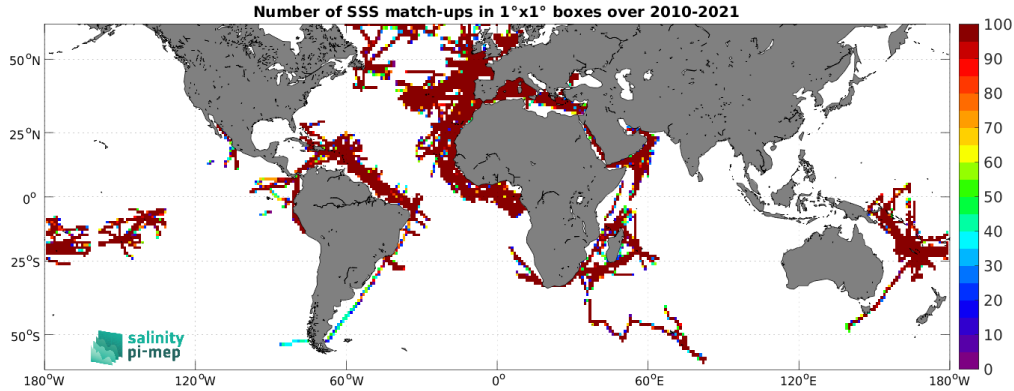 Number of SSS match-ups in 1°x1° boxes over 2010-2021
50°N
25°N
0°
25°S
50°S
180°W
120°W
60°W
0°
60°E
120°E
180°W
100
90
80
70
60
50
40
30
20
10
0
salinity
pi-mep